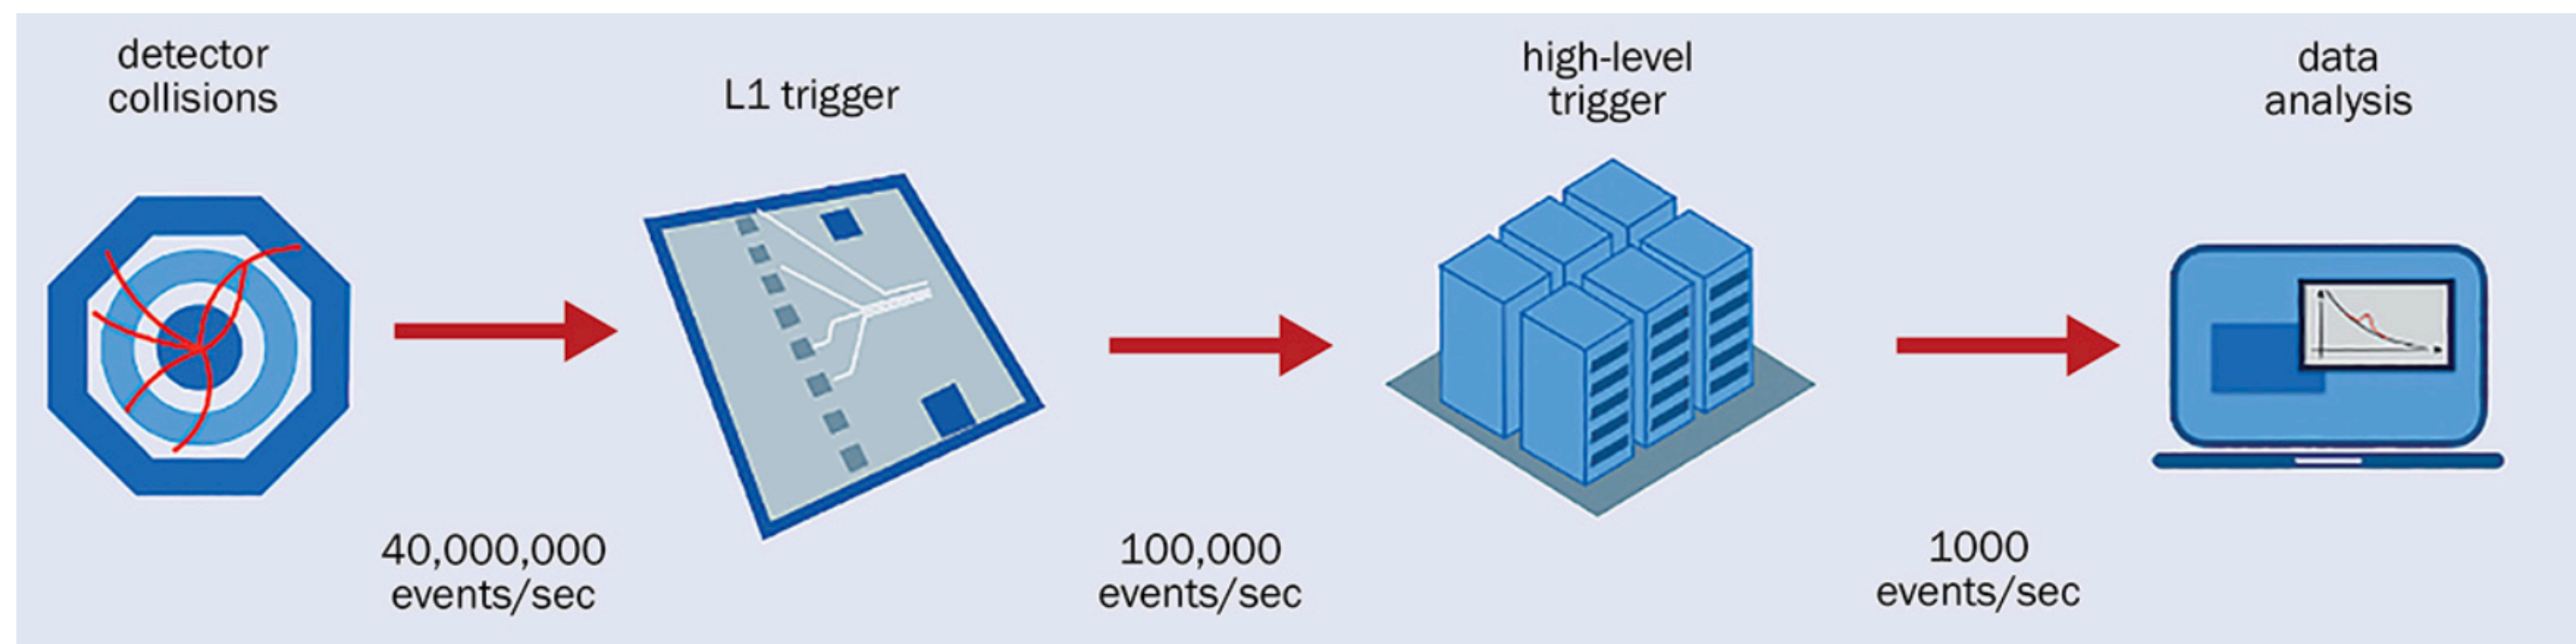 detector
collisions
L1 trigger
high-level
trigger
data
analysis
40,000,000
events/sec
100,000
events/sec
1000
events/sec